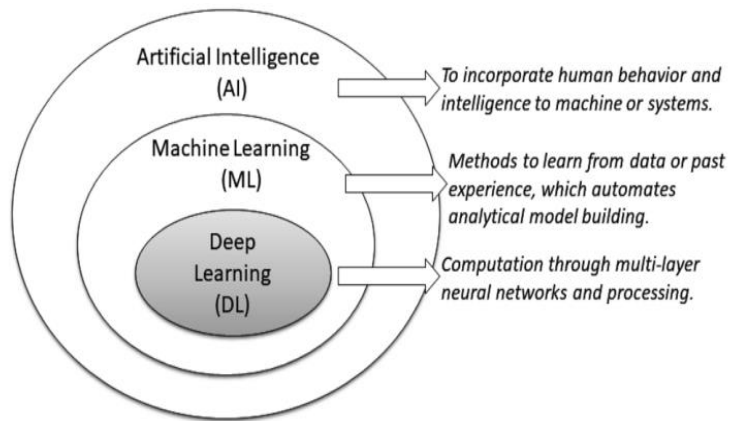 Artificial Intelligence
(AI)
To incorporate human behavior and
intelligence to machine or systems.
Machine Learning
(ML)
Methods to learn from data or past
experience, which automates
analytical model building.
Deep
Learning
(DL)
Computation through multi-layer
neural networks and processing.